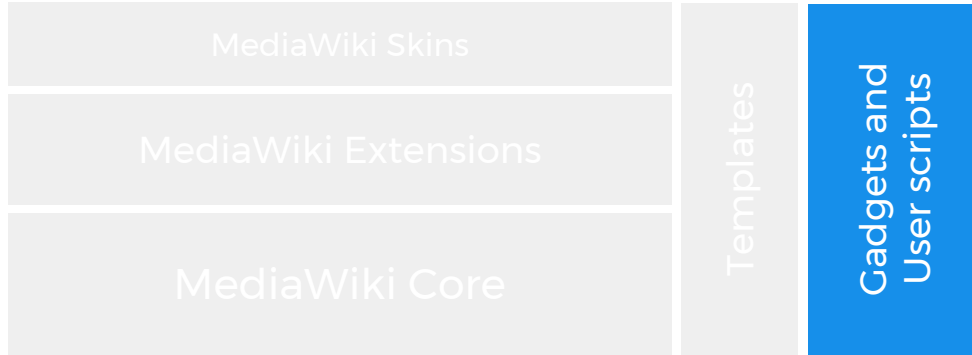 MediaWiki Skins
MediaWiki Extensions
MediaWiki Core
Templates
Gadgets and
User scripts